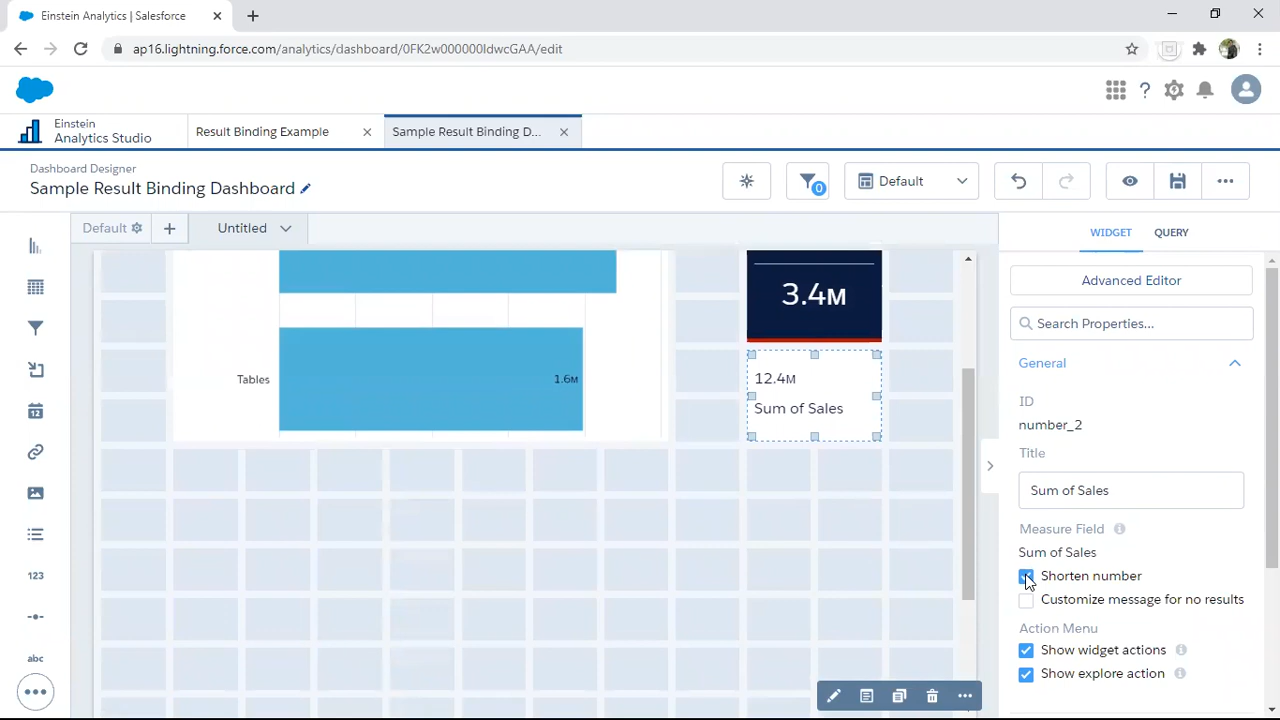 Einstein Analytics | Salesforce
ap16.lightning.force.com/analytics/dashboard/0FK2w000000IdwcGAA/edit
Einstein
Analytics Studio
Result Binding Example
Sample Result Binding D...
Dashboard Designer
Sample Result Binding Dashboard
0
Default
Default
Untitled
WIDGET
QUERY
Advanced Editor
Search Properties...
3.4M
General
Tables
1.6M
12.4M
Sum of Sales
ID
number_2
Title
Sum of Sales
Measure Field
Sum of Sales
Shorten number
Customize message for no results
Action Menu
Show widget actions
Show explore action
12
123
abc